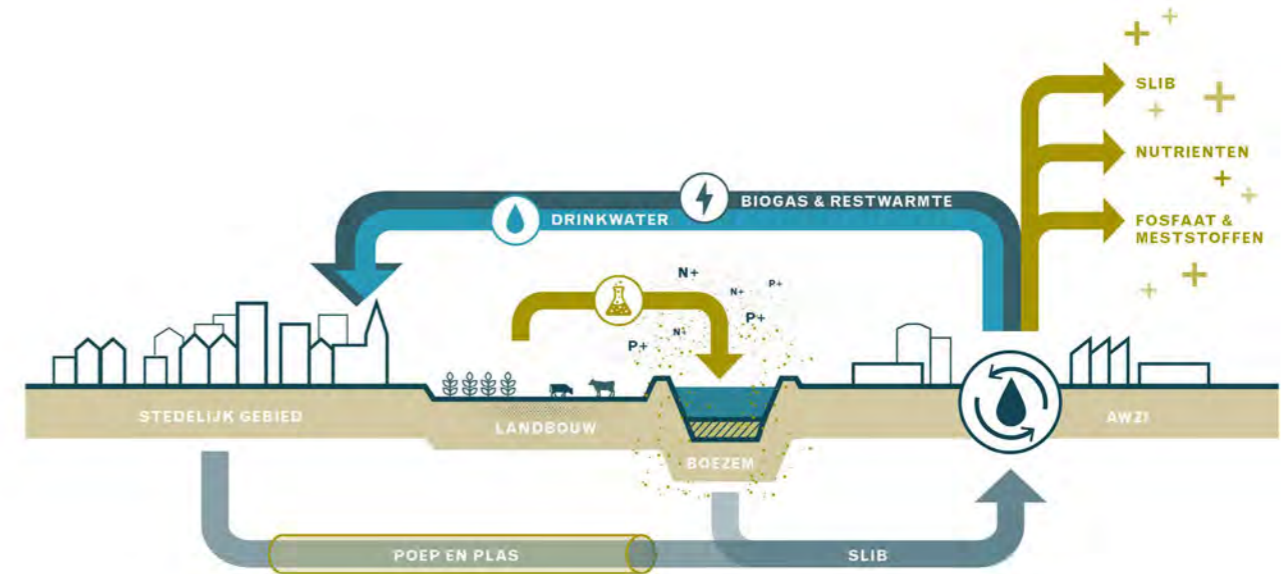 SLIB
NUTRIENTEN
FOSFAAT &
MESTSTOFFEN
BIOGAS & RESTWARMTE
DRINKWATER
N+
N+
P+
P+
N+
P+
STEDELIJK GEBIED
LANDBOUW
BOEZEM
AWZI
POEP EN PLAS
SLIB